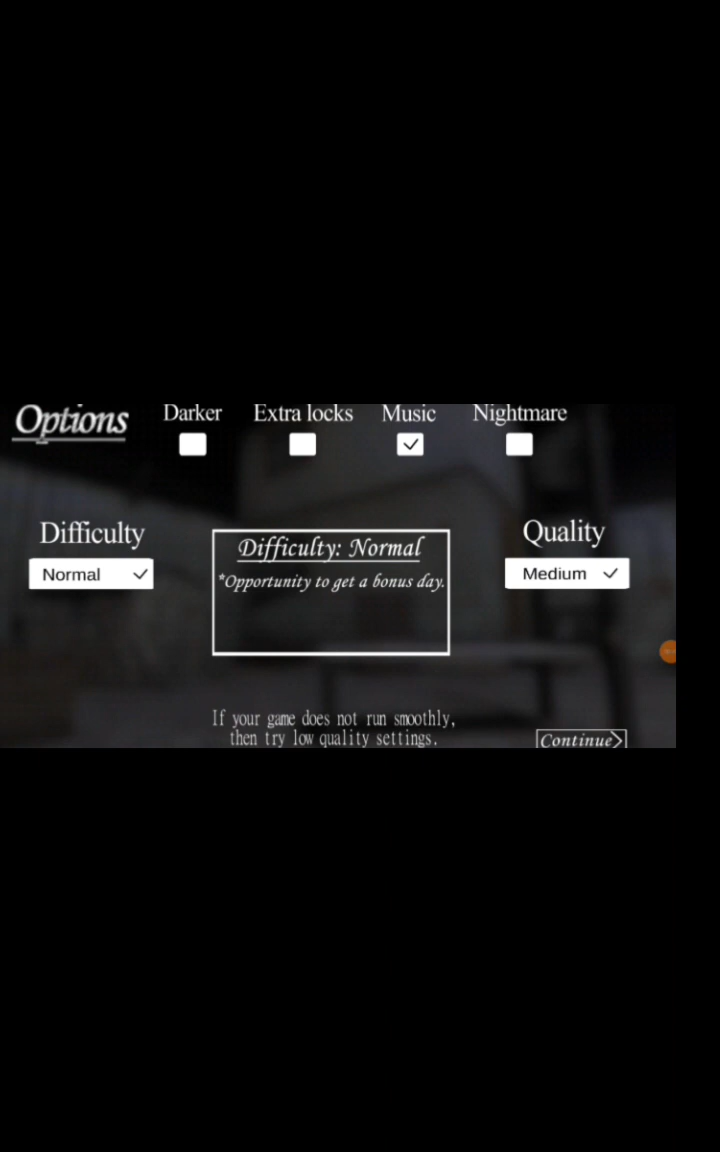 Options
Darker
Extra locks
Music
Nightmare
Difficulty
Normal
Difficulty: Normal
*Opportunity to get a bonus day.
Quality
Medium
If your game does not run smoothly,
then try low quality settings.
Continue